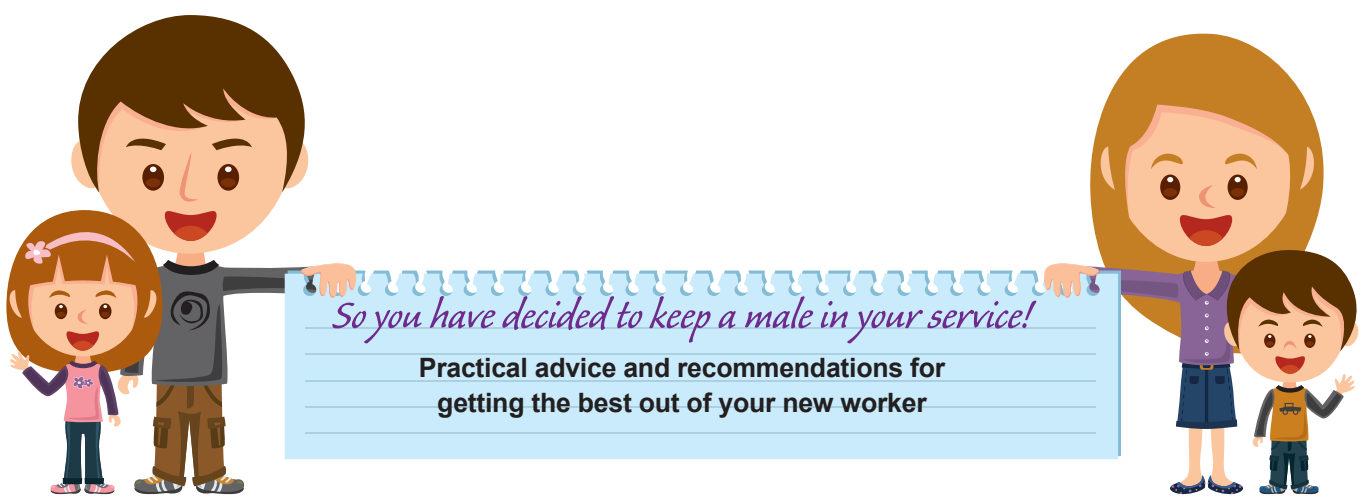 So you have decided to keep a male in your service!
Practical advice and recommendations for
getting the best out of your new worker